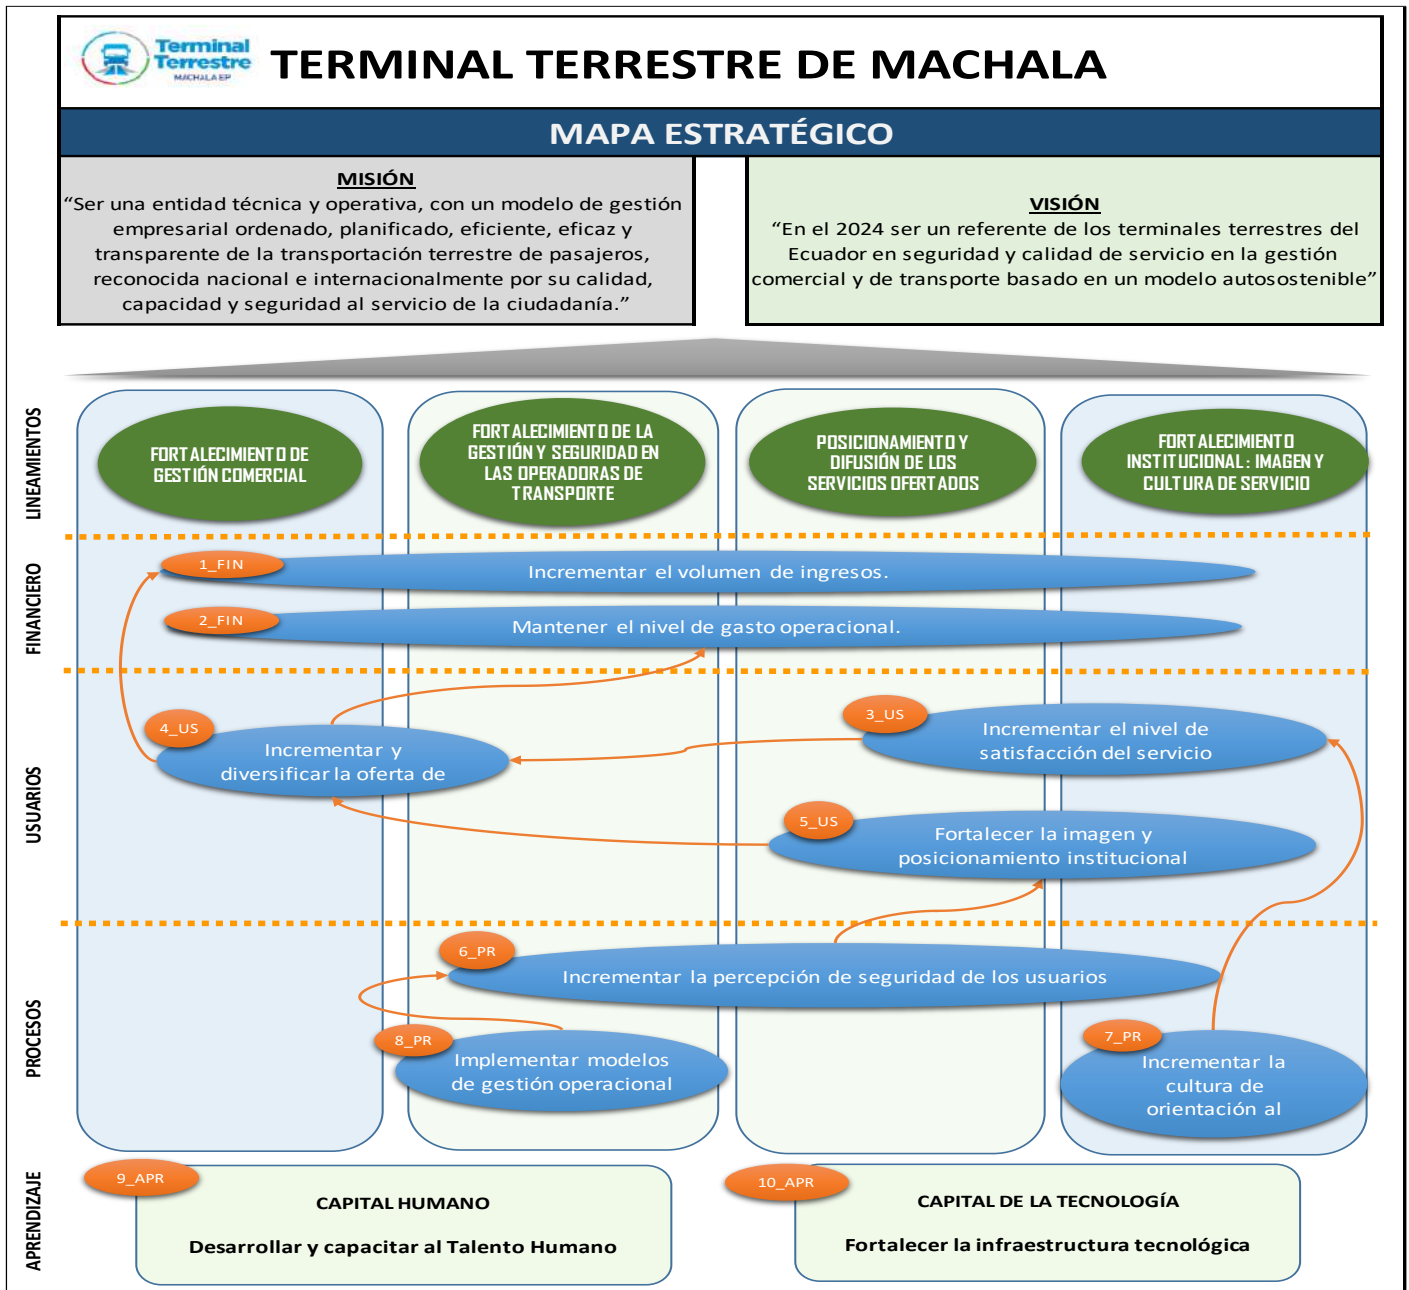 Terminal
Terrestre
MACHALA EP
TERMINAL TERRESTRE DE MACHALA
MAPA ESTRATÉGICO
MISIÓN
“Ser una entidad técnica y operativa, con un modelo de gestión
empresarial ordenado, planificado, eficiente, eficaz y
transparente de la transportación terrestre de pasajeros,
reconocida nacional e internacionalmente por su calidad,
capacidad y seguridad al servicio de la ciudadanía.”
VISIÓN
“En el 2024 ser un referente de los terminales terrestres del
Ecuador en seguridad y calidad de servicio en la gestión
comercial y de transporte basado en un modelo autosostenible”
LINEAMIENTOS
FORTALECIMIENTO DE
GESTIÓN COMERCIAL
FORTALECIMIENTO DE LA
GESTIÓN Y SEGURIDAD EN
LAS OPERADORAS DE
TRANSPORTE
POSICIONAMIENTO Y
DIFUSIÓN DE LOS
SERVICIOS OFERTADOS
FORTALECIMIENTO
INSTITUCIONAL: IMAGEN Y
CULTURA DE SERVICIO
FINANCIERO
1_FIN
Incrementar el volumen de ingresos.
2_FIN
Mantener el nivel de gasto operacional.
USUARIOS
4_US
Incrementar y
diversificar la oferta de
3_US
Incrementar el nivel de
satisfacción del servicio
5_US
Fortalecer la imagen y
posicionamiento institucional
PROCESOS
6_PR
Incrementar la percepción de seguridad de los usuarios
8_PR
Implementar modelos
de gestión operacional
7_PR
Incrementar la
cultura de
orientación al
APRENDIZAJE
9_APR
CAPITAL HUMANO
Desarrollar y capacitar al Talento Humano
10_APR
CAPITAL DE LA TECNOLOGÍA
Fortalecer la infraestructura tecnológica